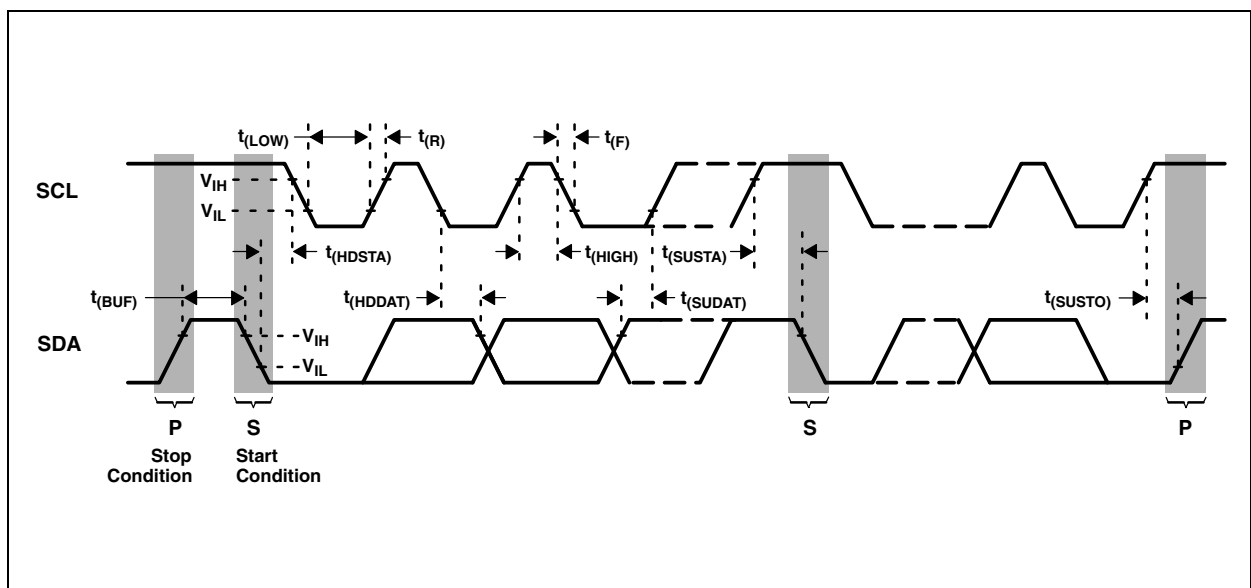 t(LOW)
t(R)
t(F)
SCL
VIH
VIL
t(HDSTA)
t(HIGH)
t(SUSTA)
t(BUF)
t(HDDAT)
t(SUDAT)
t(SUSTO)
SDA
VIH
VIL
P
S
S
P
Stop
Condition
Start
Condition